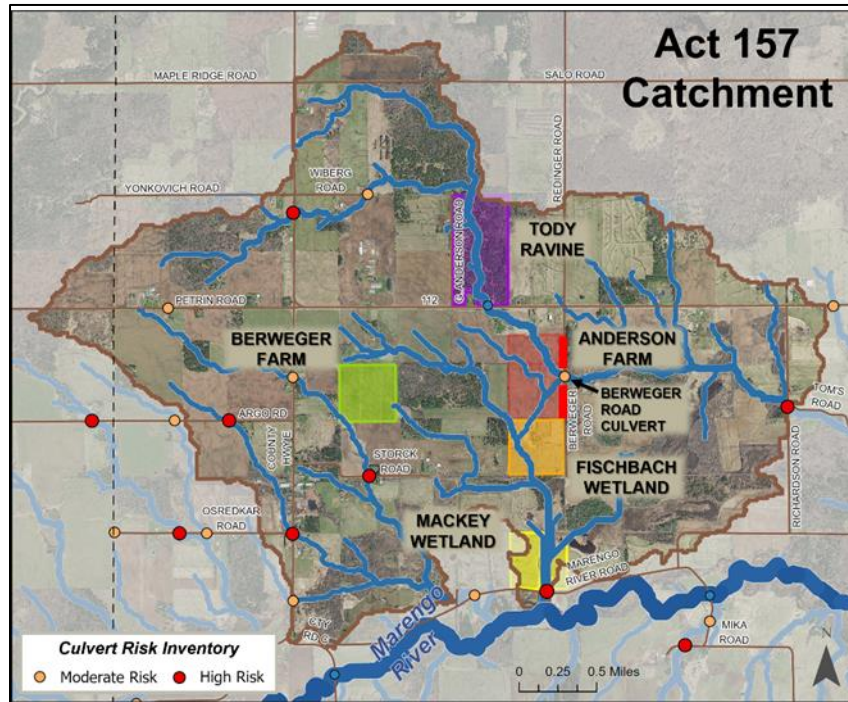 Act 157
Catchment
MAPLE RIDGE ROAD
SALO ROAD
REDINGER ROAD
WIBERG
ROAD
YONKOVICH ROAD
G. ANDERSON ROAD
TODY
RAVINE
PETRIN ROAD
112
BERWEGER
FARM
ANDERSON
FARM
BERWEGER
ROAD
CULVERT
BERWEGER
ROAD
TOM'S
ROAD
ARGO RD
COUNTY
HWY E
STORCK
ROAD
FISCHBACH
WETLAND
RICHARDSON ROAD
OSREDKAR
ROAD
MACKEY
WETLAND
MARENGO
RIVER ROAD
CTY
RD C
Marengo
River
MIKA
ROAD
N
Culvert Risk Inventory
Moderate Risk
High Risk
0 0.25 0.5 Miles